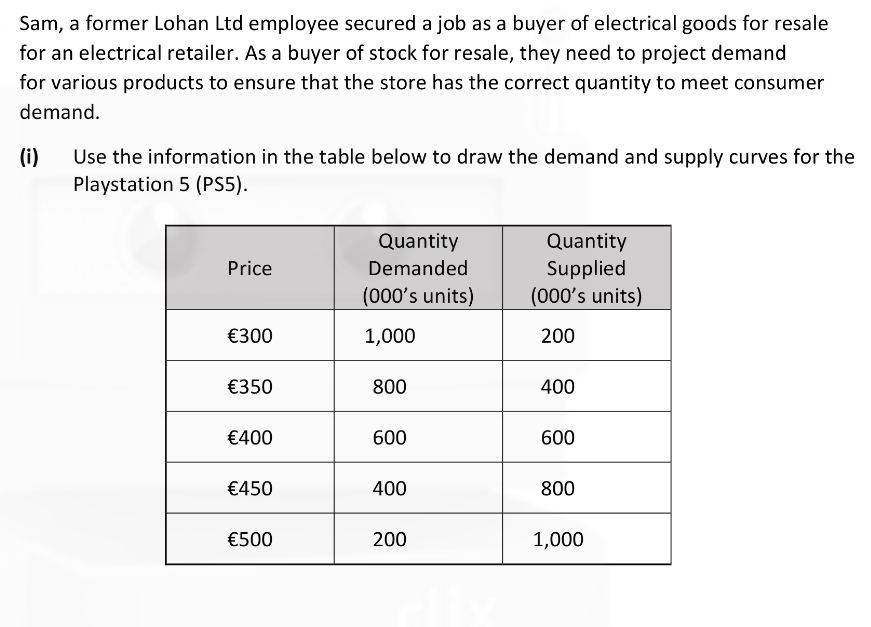 Sam, a former Lohan Ltd employee secured a job as a buyer of electrical goods for resale
for an electrical retailer. As a buyer of stock for resale, they need to project demand
for various products to ensure that the store has the correct quantity to meet consumer
demand.
(i) Use the information in the table below to draw the demand and supply curves for the
Playstation 5 (PS5).
Price
Quantity
Demanded
(000's units)
Quantity
Supplied
(000's units)
€300 1,000 200
€350 800 400
€400 600 600
€450 400 800
€500 200 1,000